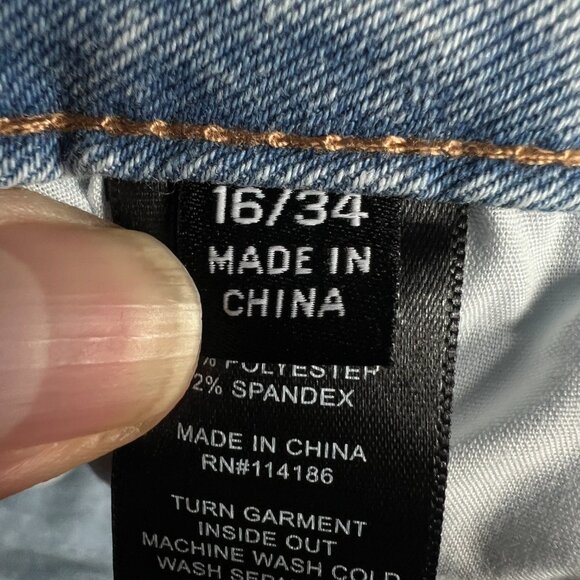 16/34
MADE IN
CHINA
% POLYESTER
2% SPANDEX
MADE IN CHINA
RN#114186
TURN GARMENT
INSIDE OUT
MACHINE WASH COLD
WASH